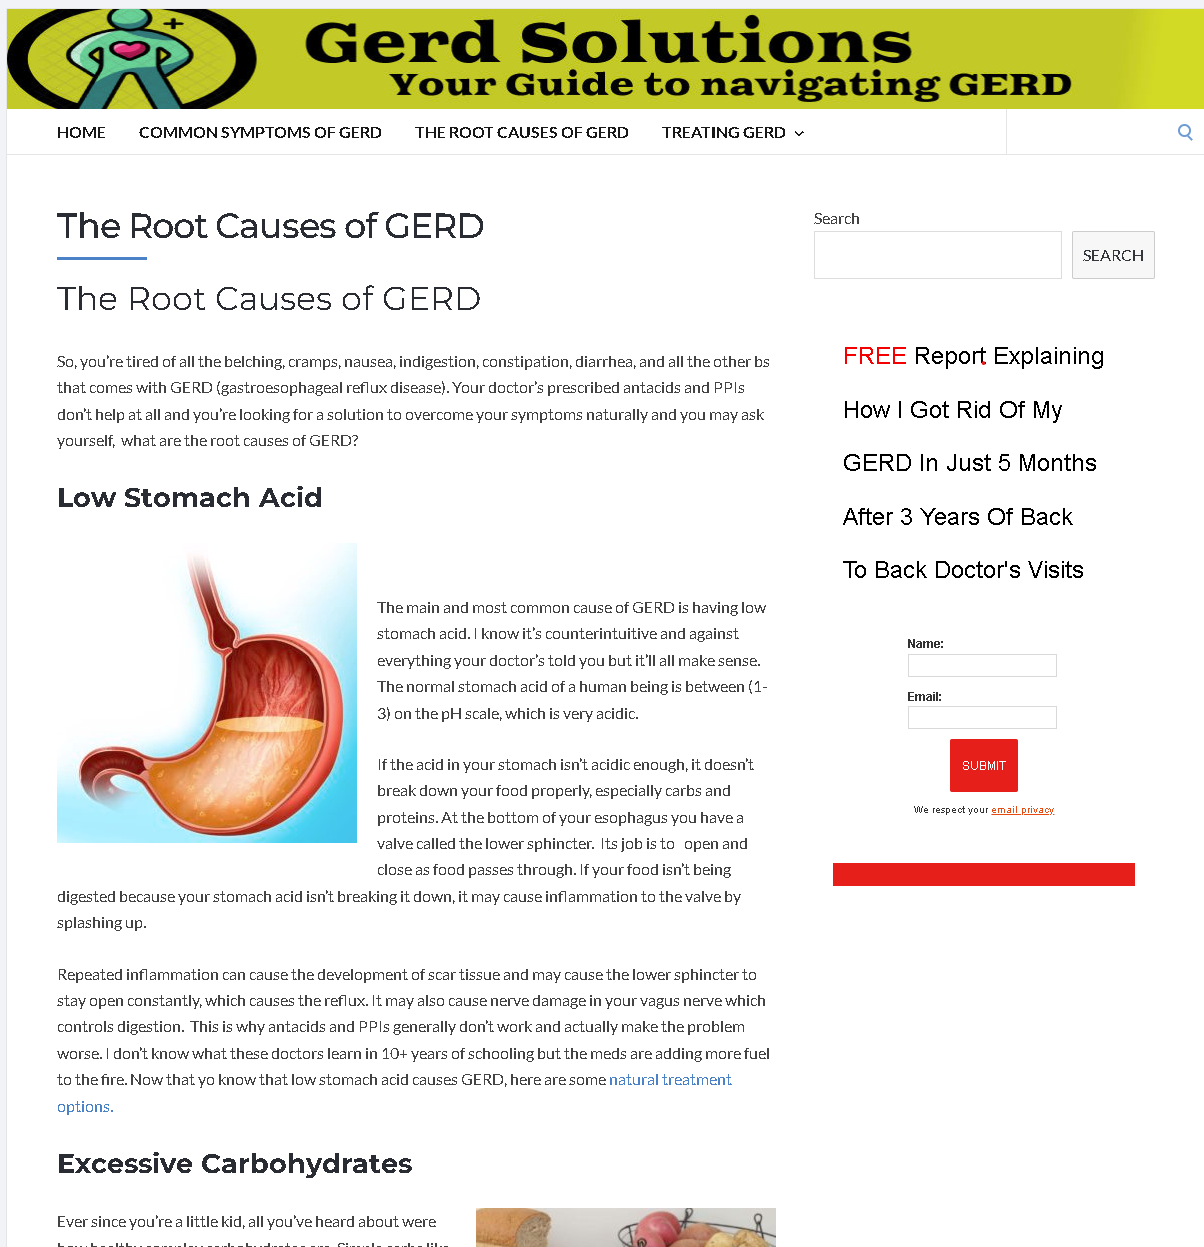 Gerd Solutions
Your Guide to navigating GERD
HOME
COMMON SYMPTOMS OF GERD
THE ROOT CAUSES OF GERD
TREATING GERD
The Root Causes of GERD
The Root Causes of GERD
So, you’re tired of all the belching, cramps, nausea, indigestion, constipation, diarrhea, and all the other bs
that comes with GERD (gastroesophageal reflux disease). Your doctor’s prescribed antacids and PPIs
don’t help at all and you’re looking for a solution to overcome your symptoms naturally and you may ask
yourself, what are the root causes of GERD?
Low Stomach Acid
The main and most common cause of GERD is having low
stomach acid. I know it’s counterintuitive and against
everything your doctor’s told you but it’ll all make sense.
The normal stomach acid of a human being is between (1-
3) on the pH scale, which is very acidic.
If the acid in your stomach isn’t acidic enough, it doesn’t
break down your food properly, especially carbs and
proteins. At the bottom of your esophagus you have a
valve called the lower sphincter. Its job is to open and
close as food passes through. If your food isn’t being
digested because your stomach acid isn’t breaking it down, it may cause inflammation to the valve by
splashing up.
Repeated inflammation can cause the development of scar tissue and may cause the lower sphincter to
stay open constantly, which causes the reflux. It may also cause nerve damage in your vagus nerve which
controls digestion. This is why antacids and PPIs generally don’t work and actually make the problem
worse. I don’t know what these doctors learn in 10+ years of schooling but the meds are adding more fuel
to the fire. Now that yo know that low stomach acid causes GERD, here are some natural treatment
options.
Excessive Carbohydrates
Ever since you’re a little kid, all you’ve heard about were
Search
SEARCH
FREE Report Explaining
How I Got Rid Of My
GERD In Just 5 Months
After 3 Years Of Back
To Back Doctor's Visits
Name:
Email:
SUBMIT
We respect your email privacy